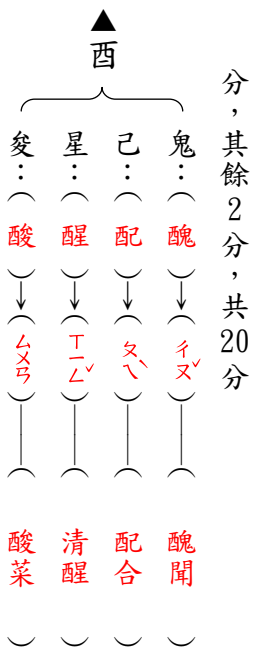 分，其餘2分，共20分
▲
酉
鬼：（醜）→（ㄔㄡˇ）—（醜聞）
己：（配）→（ㄆㄟˋ）—（配合）
星：（醒）→（ㄒㄧㄥˇ）—（清醒）
夋：（酸）→（ㄙㄨㄢ）—（酸菜）